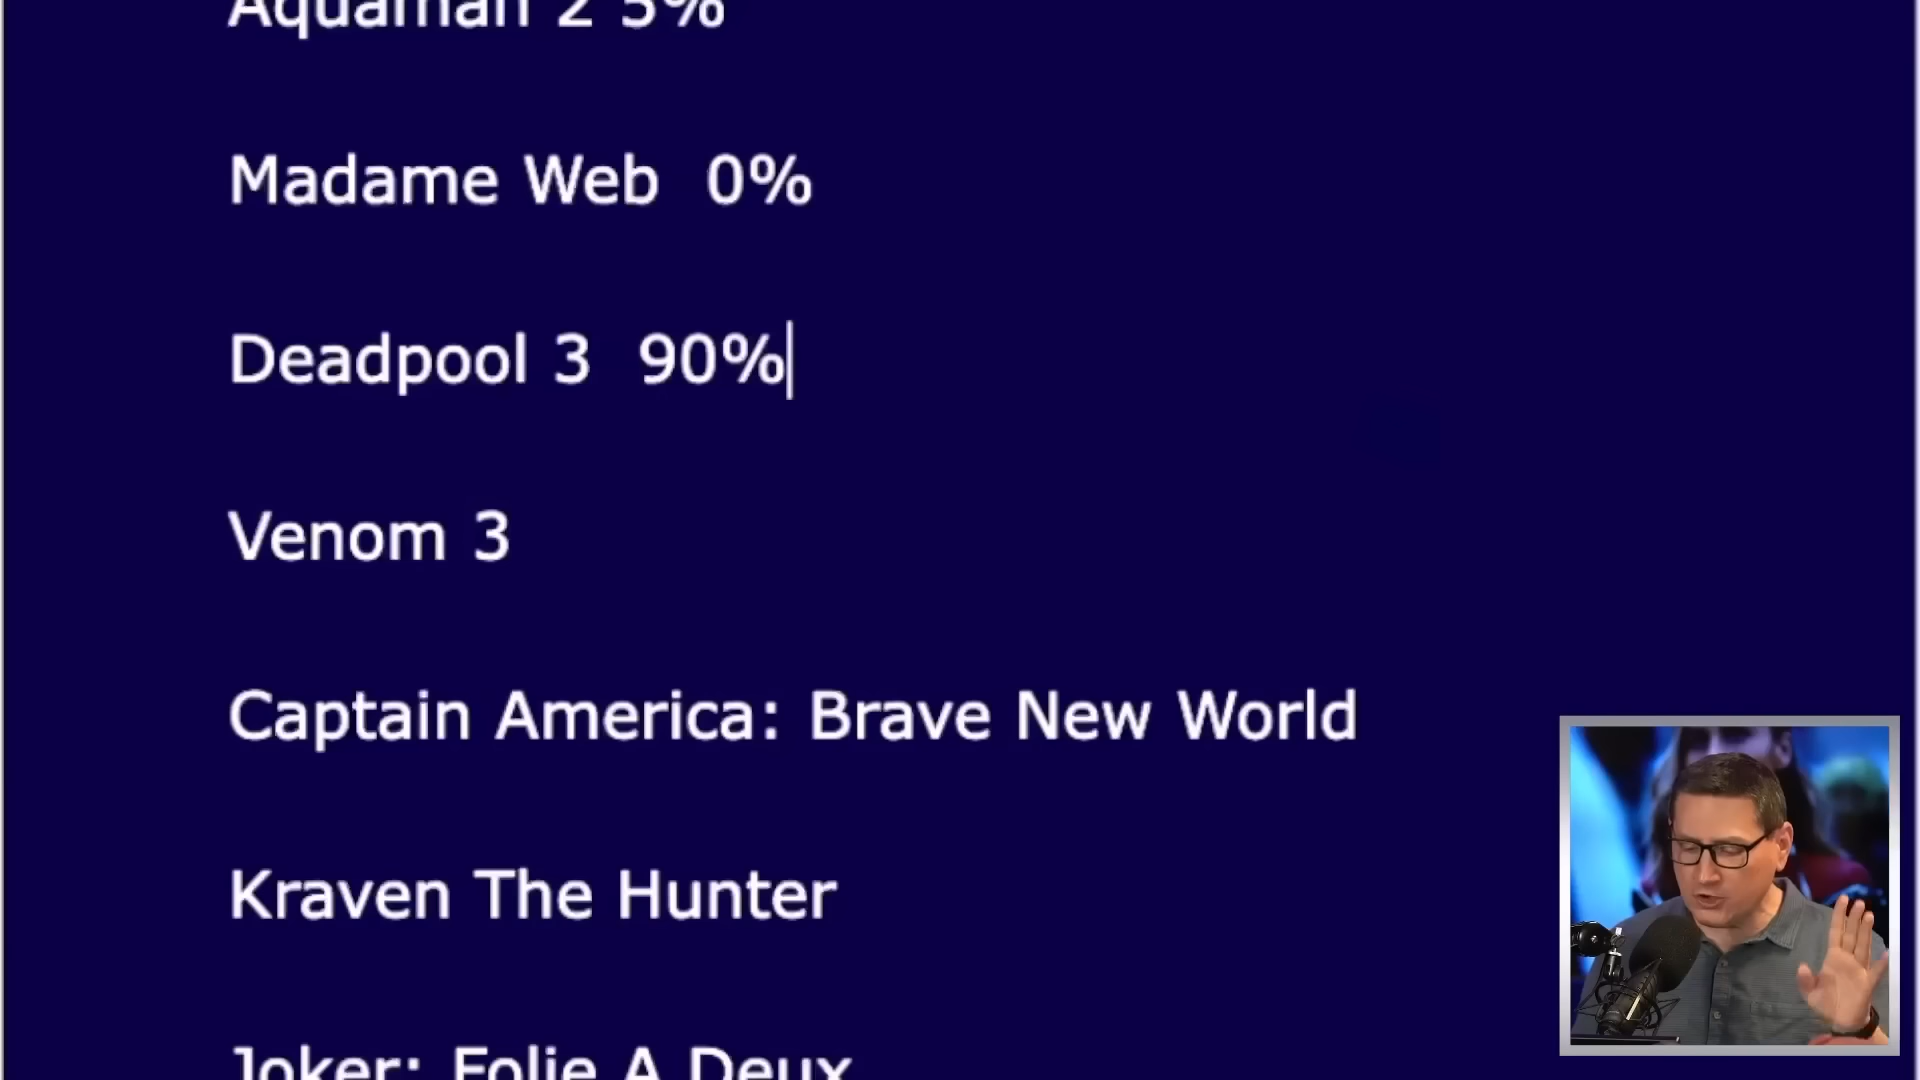 Aquaman 2 5%
Madame Web 0%
Deadpool 3 90%
Venom 3
Captain America: Brave New World
Kraven The Hunter
Joker: Folie A Deux